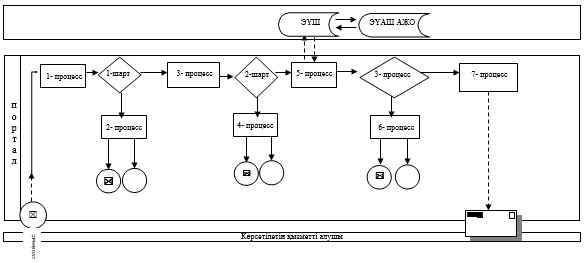 ЭҮШ
ЭҮАШ АЖО
портал
1- процесс
1-шарт
3- процесс
2-шарт
5- процесс
3- процесс
7- процесс
2- процесс
4- процесс
6- процесс
Көрсетілетін қызметті алушы